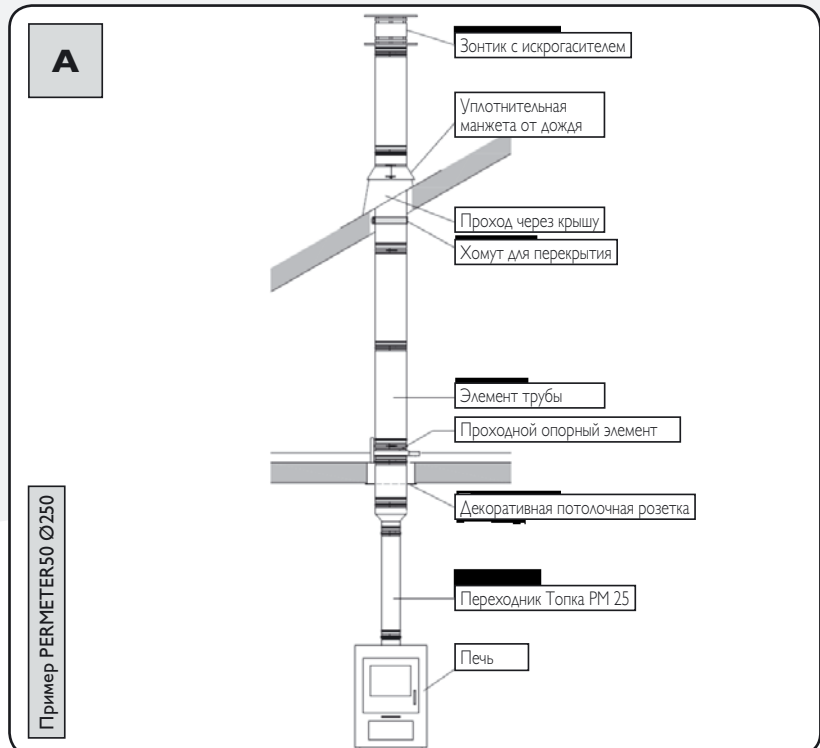 A
Зонтик с искрогасителем
Уплотнительная
манжета от дождя
Проход через крышу
Хомут для перекрытия
Элемент трубы
Проходной опорный элемент
Декоративная потолочная розетка
Переходник Топка PM 25
Печь
Пример PERMETER50 Ø250